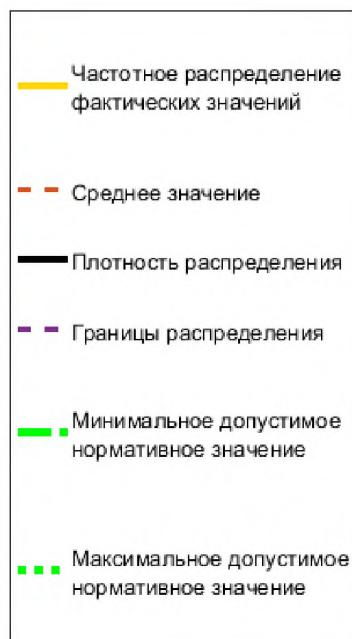 Частотное распределение
фактических значений
Среднее значение
Плотность распределения
Границы распределения
Минимальное допустимое
нормативное значение
Максимальное допустимое
нормативное значение